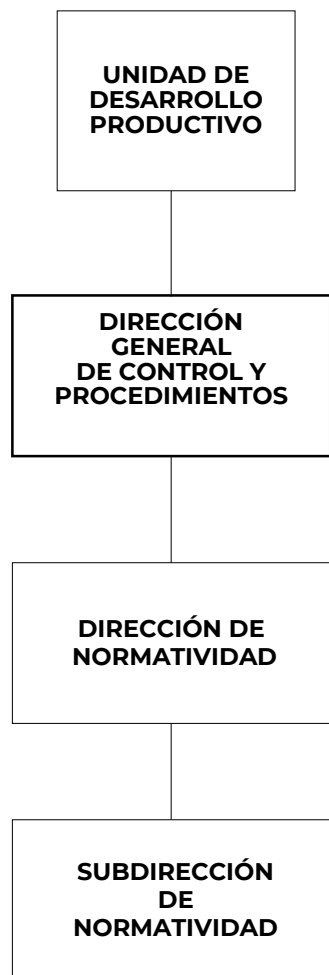 UNIDAD DE
DESARROLLO
PRODUCTIVO
DIRECCIÓN
GENERAL
DE CONTROL Y
PROCEDIMIENTOS
DIRECCIÓN DE
NORMATIVIDAD
SUBDIRECCIÓN
DE
NORMATIVIDAD